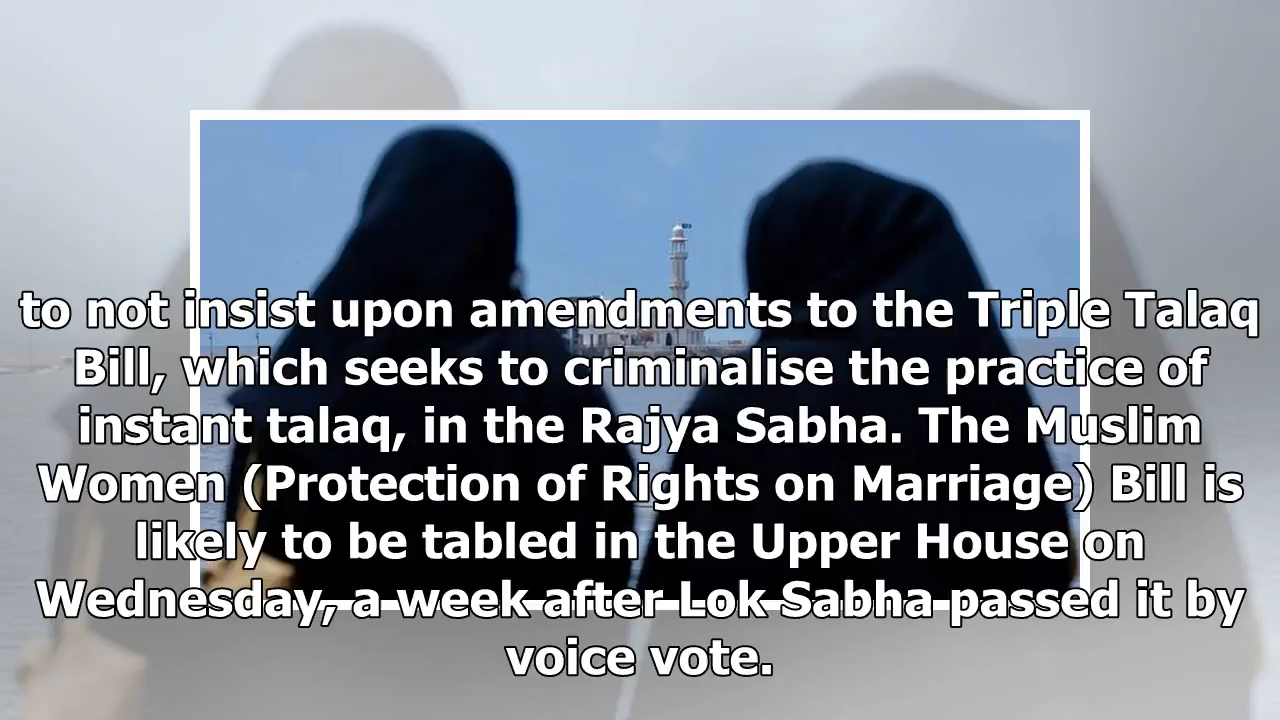 to not insist upon amendments to the Triple Talaq
Bill, which seeks to criminalise the practice of
instant talaq, in the Rajya Sabha. The Muslim
Women (Protection of Rights on Marriage) Bill is
likely to be tabled in the Upper House on
Wednesday, a week after Lok Sabha passed it by
voice vote.